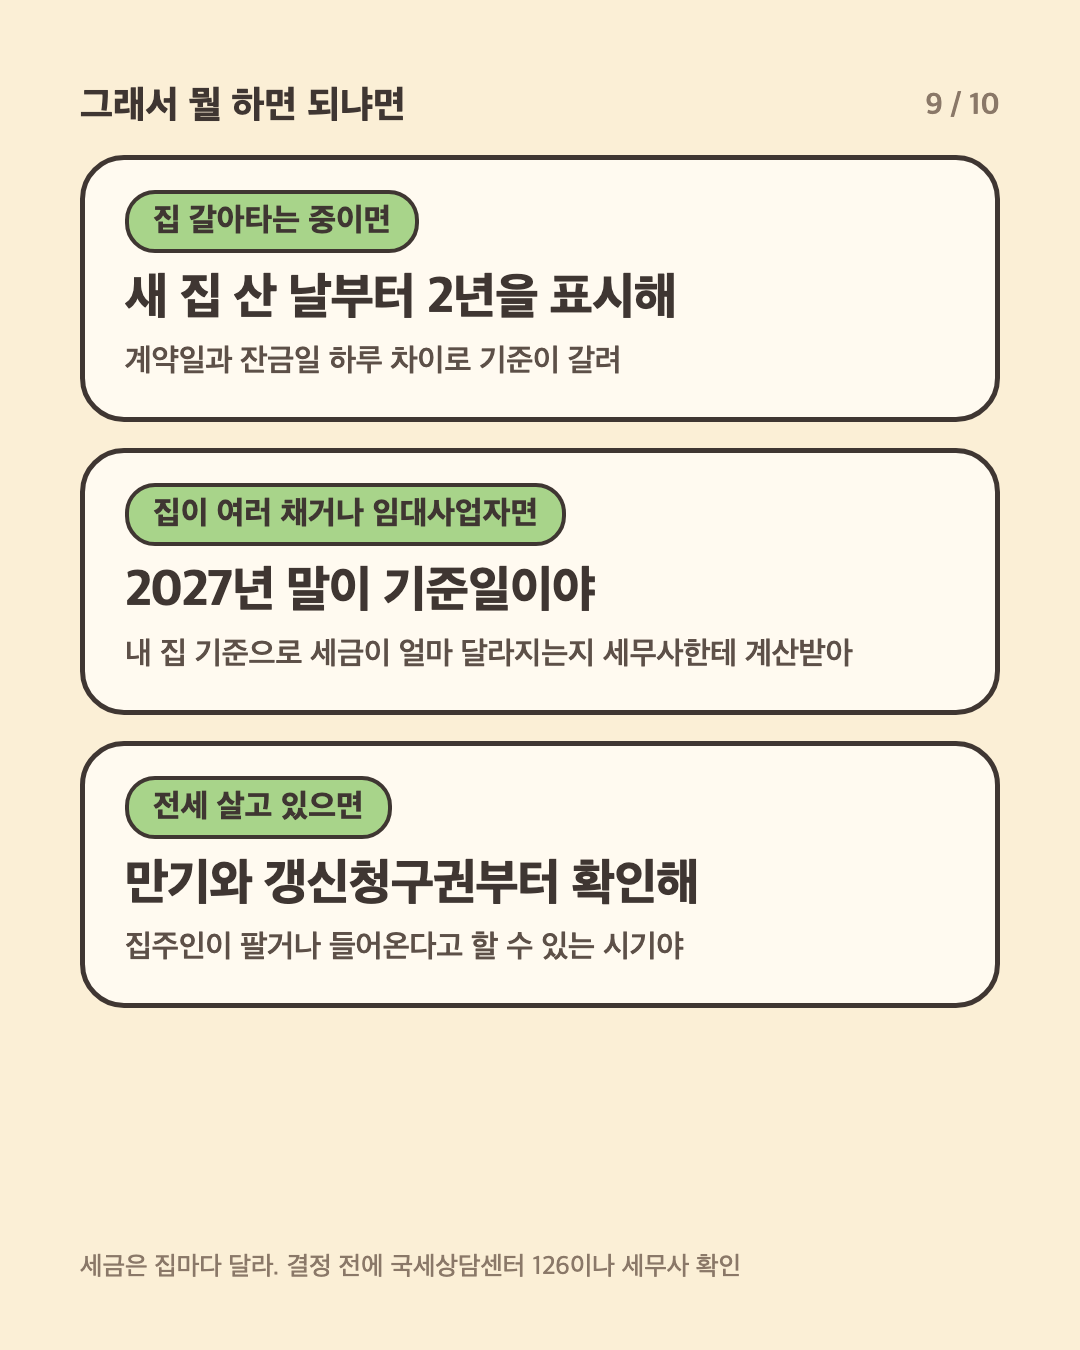 그래서 뭘 하면 되냐면
9 / 10
집 갈아타는 중이면
새 집 산 날부터 2년을 표시해
계약일과 잔금일 하루 차이로 기준이 갈려
집이 여러 채거나 임대사업자면
2027년 말이 기준일이야
내 집 기준으로 세금이 얼마 달라지는지 세무사한테 계산받아
전세 살고 있으면
만기와 갱신청구권부터 확인해
집주인이 팔거나 들어온다고 할 수 있는 시기야
세금은 집마다 달라. 결정 전에 국세상담센터 126이나 세무사 확인